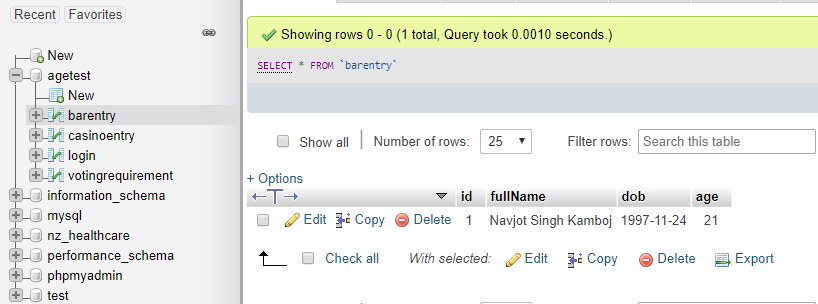 Recent Favorites
New
agetest
New
barentry
casinoentry
login
votingrequirement
information_schema
mysql
nz_healthcare
performance_schema
phpmyadmin
test
Showing rows 0 - 0 (1 total, Query took 0.0010 seconds.)
SELECT * FROM `barentry`
Show all | Number of rows: 25 Filter rows: Search this table
+ Options
←T→ id fullName dob age
Edit Copy Delete 1 Navjot Singh Kamboj 1997-11-24 21
Check all With selected: Edit Copy Delete Export